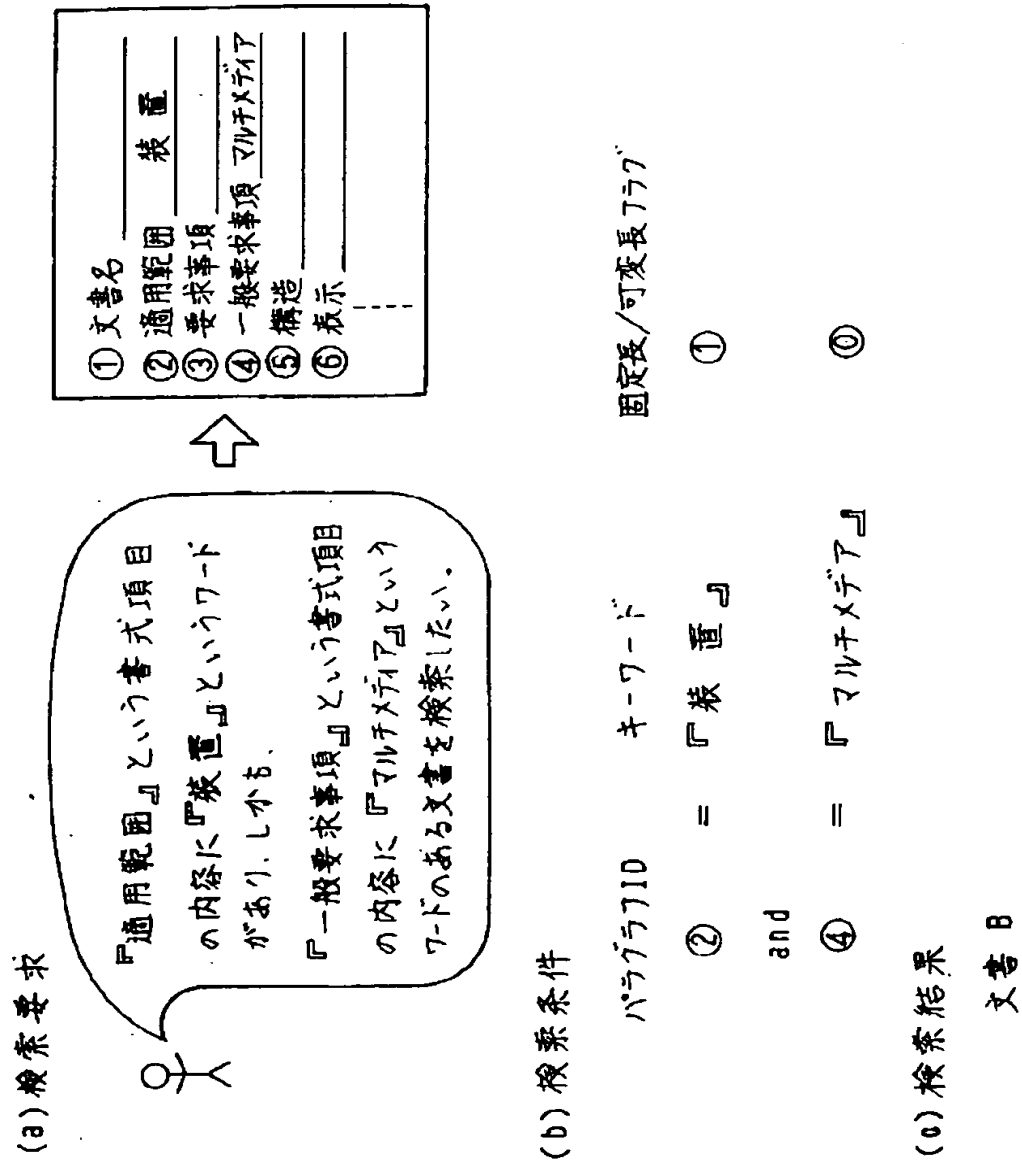 (a)検索要求
『適用範囲』という書式項目
の内容に『装置』というワード
があり、しかも、
『一般要求事項』という書式項目
の内容に『マルチメディア』という
ワードのある文書を検索したい。
①文書名
②適用範囲 装置
③要求事項
④一般要求事項 マルチメディア
⑤構造
⑥表示
(b)検索条件
パラグラフID キーワード 固定長/可変長フラグ
② = 『装置』 ①
and
④ = 『マルチメデア』 ⓪
(c)検索結果
文書B